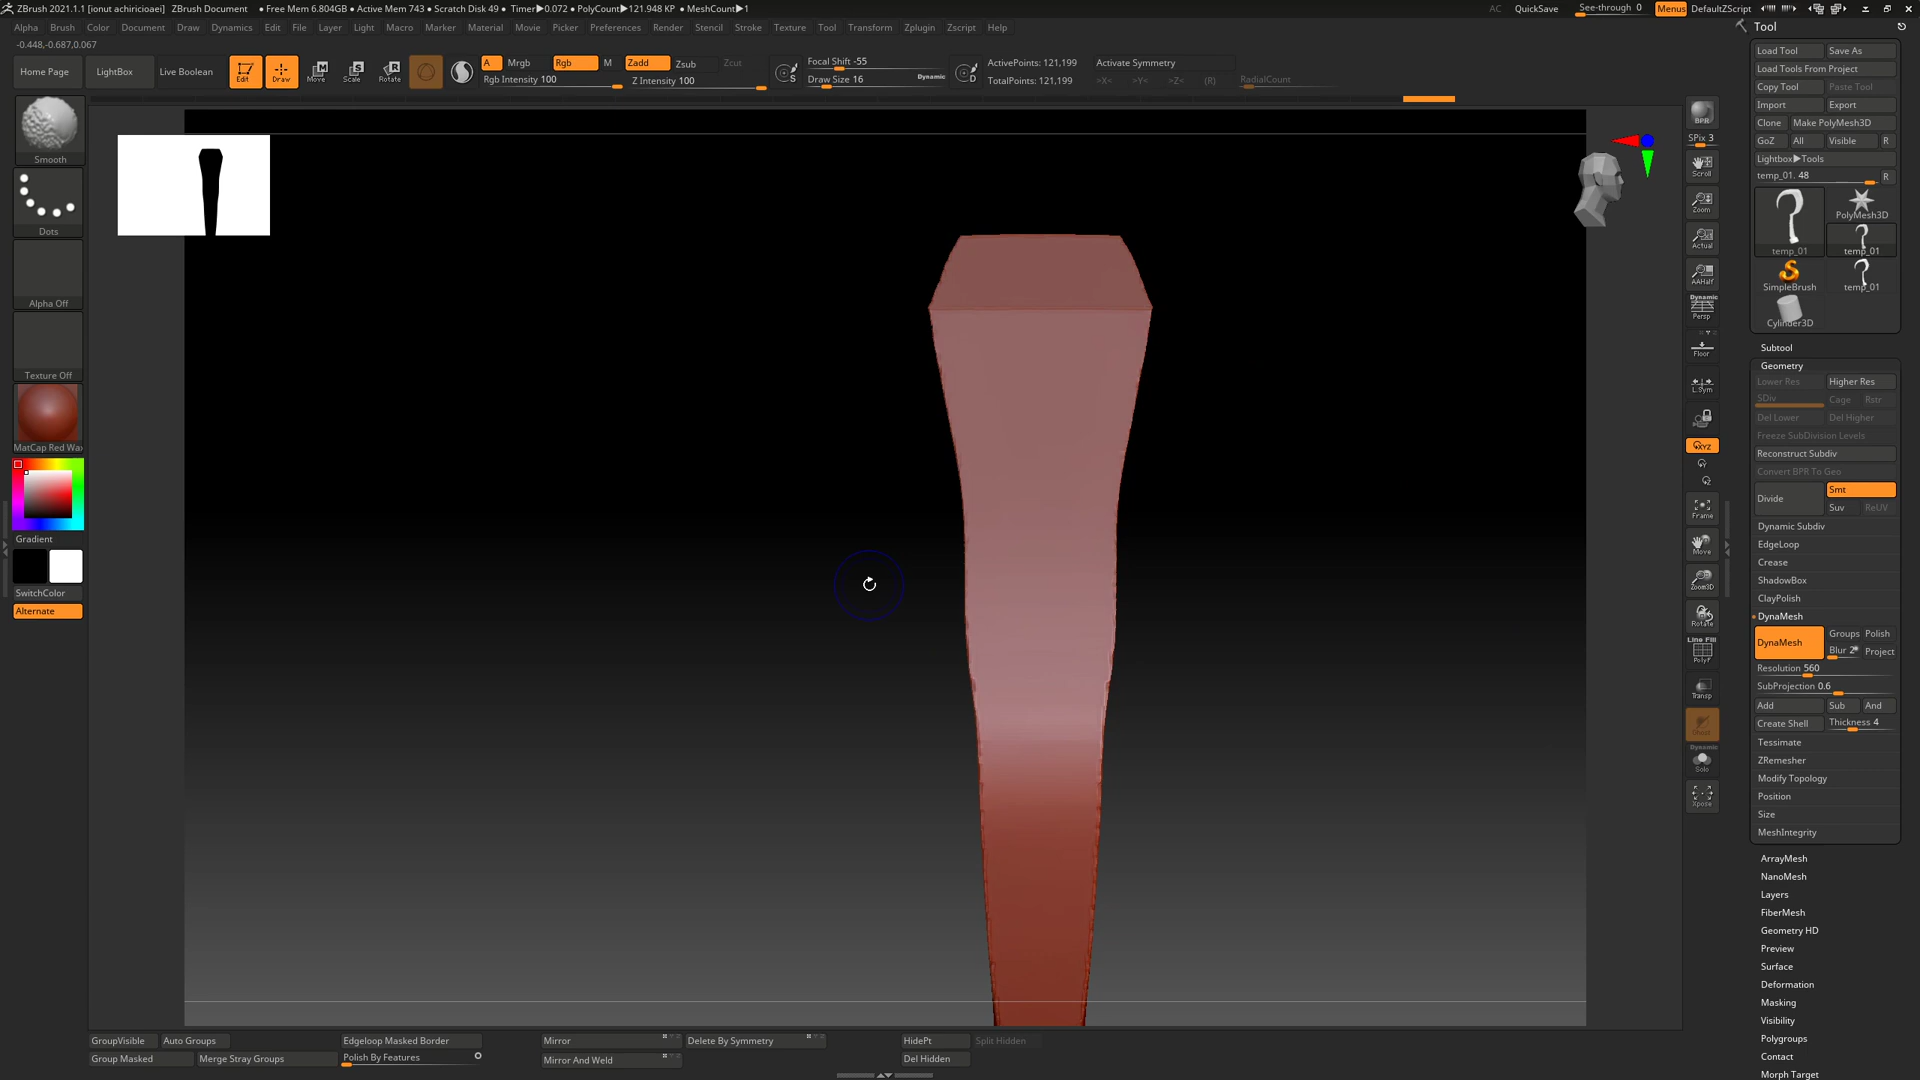 ZBrush 2021.1.1 [ionut achiricioaei] ZBrush Document • Free Mem 6.804GB • Active Mem 743 • Scratch Disk 49 • Timer▶0.072 • PolyCount▶121.948 KP • MeshCount▶1 AC QuickSave See-through 0 Menus DefaultZScript
Alpha Brush Color Document Draw Dynamics Edit File Layer Light Macro Marker Material Movie Picker Preferences Render Stencil Stroke Texture Tool Transform Zplugin Zscript Help
-0.448,-0.687,0.067
Home Page LightBox Live Boolean Edit Draw Move Scale Rotate
A Mrgb Rgb M Zadd Zsub Zcut
Rgb Intensity 100 Z Intensity 100
S Focal Shift -55
Draw Size 16 Dynamic
D ActivePoints: 121,199
TotalPoints: 121,199
Activate Symmetry
>X< >Y< >Z< (R) RadialCount
Smooth
Dots
Alpha Off
Texture Off
MatCap Red Wax
Gradient
SwitchColor
Alternate
BPR
SPix 3
Scroll
Zoom
Actual
AAHalf
Dynamic
Persp
Floor
L.Sym
XYZ
Frame
Move
Zoom3D
Rotate
Line Fill
PolyF
Transp
Ghost
Dynamic
Solo
Xpose
Tool
Load Tool Save As
Load Tools From Project
Copy Tool Paste Tool
Import Export
Clone Make PolyMesh3D
GoZ All Visible R
Lightbox▶Tools
temp_01. 48 R
temp_01 PolyMesh3D
temp_01
SimpleBrush temp_01
Cylinder3D
Subtool
Geometry
Lower Res Higher Res
SDiv Cage Rstr
Del Lower Del Higher
Freeze SubDivision Levels
Reconstruct Subdiv
Convert BPR To Geo
Divide Smt
Suv ReUV
Dynamic Subdiv
EdgeLoop
Crease
ShadowBox
ClayPolish
DynaMesh
DynaMesh Groups Polish
Blur 2 Project
Resolution 560
SubProjection 0.6
Add Sub And
Create Shell Thickness 4
Tessimate
ZRemesher
Modify Topology
Position
Size
MeshIntegrity
ArrayMesh
NanoMesh
Layers
FiberMesh
Geometry HD
Preview
Surface
Deformation
Masking
Visibility
Polygroups
Contact
Morph Target
GroupVisible Auto Groups Edgeloop Masked Border Mirror Delete By Symmetry HidePt Split Hidden
Group Masked Merge Stray Groups Polish By Features Mirror And Weld Del Hidden